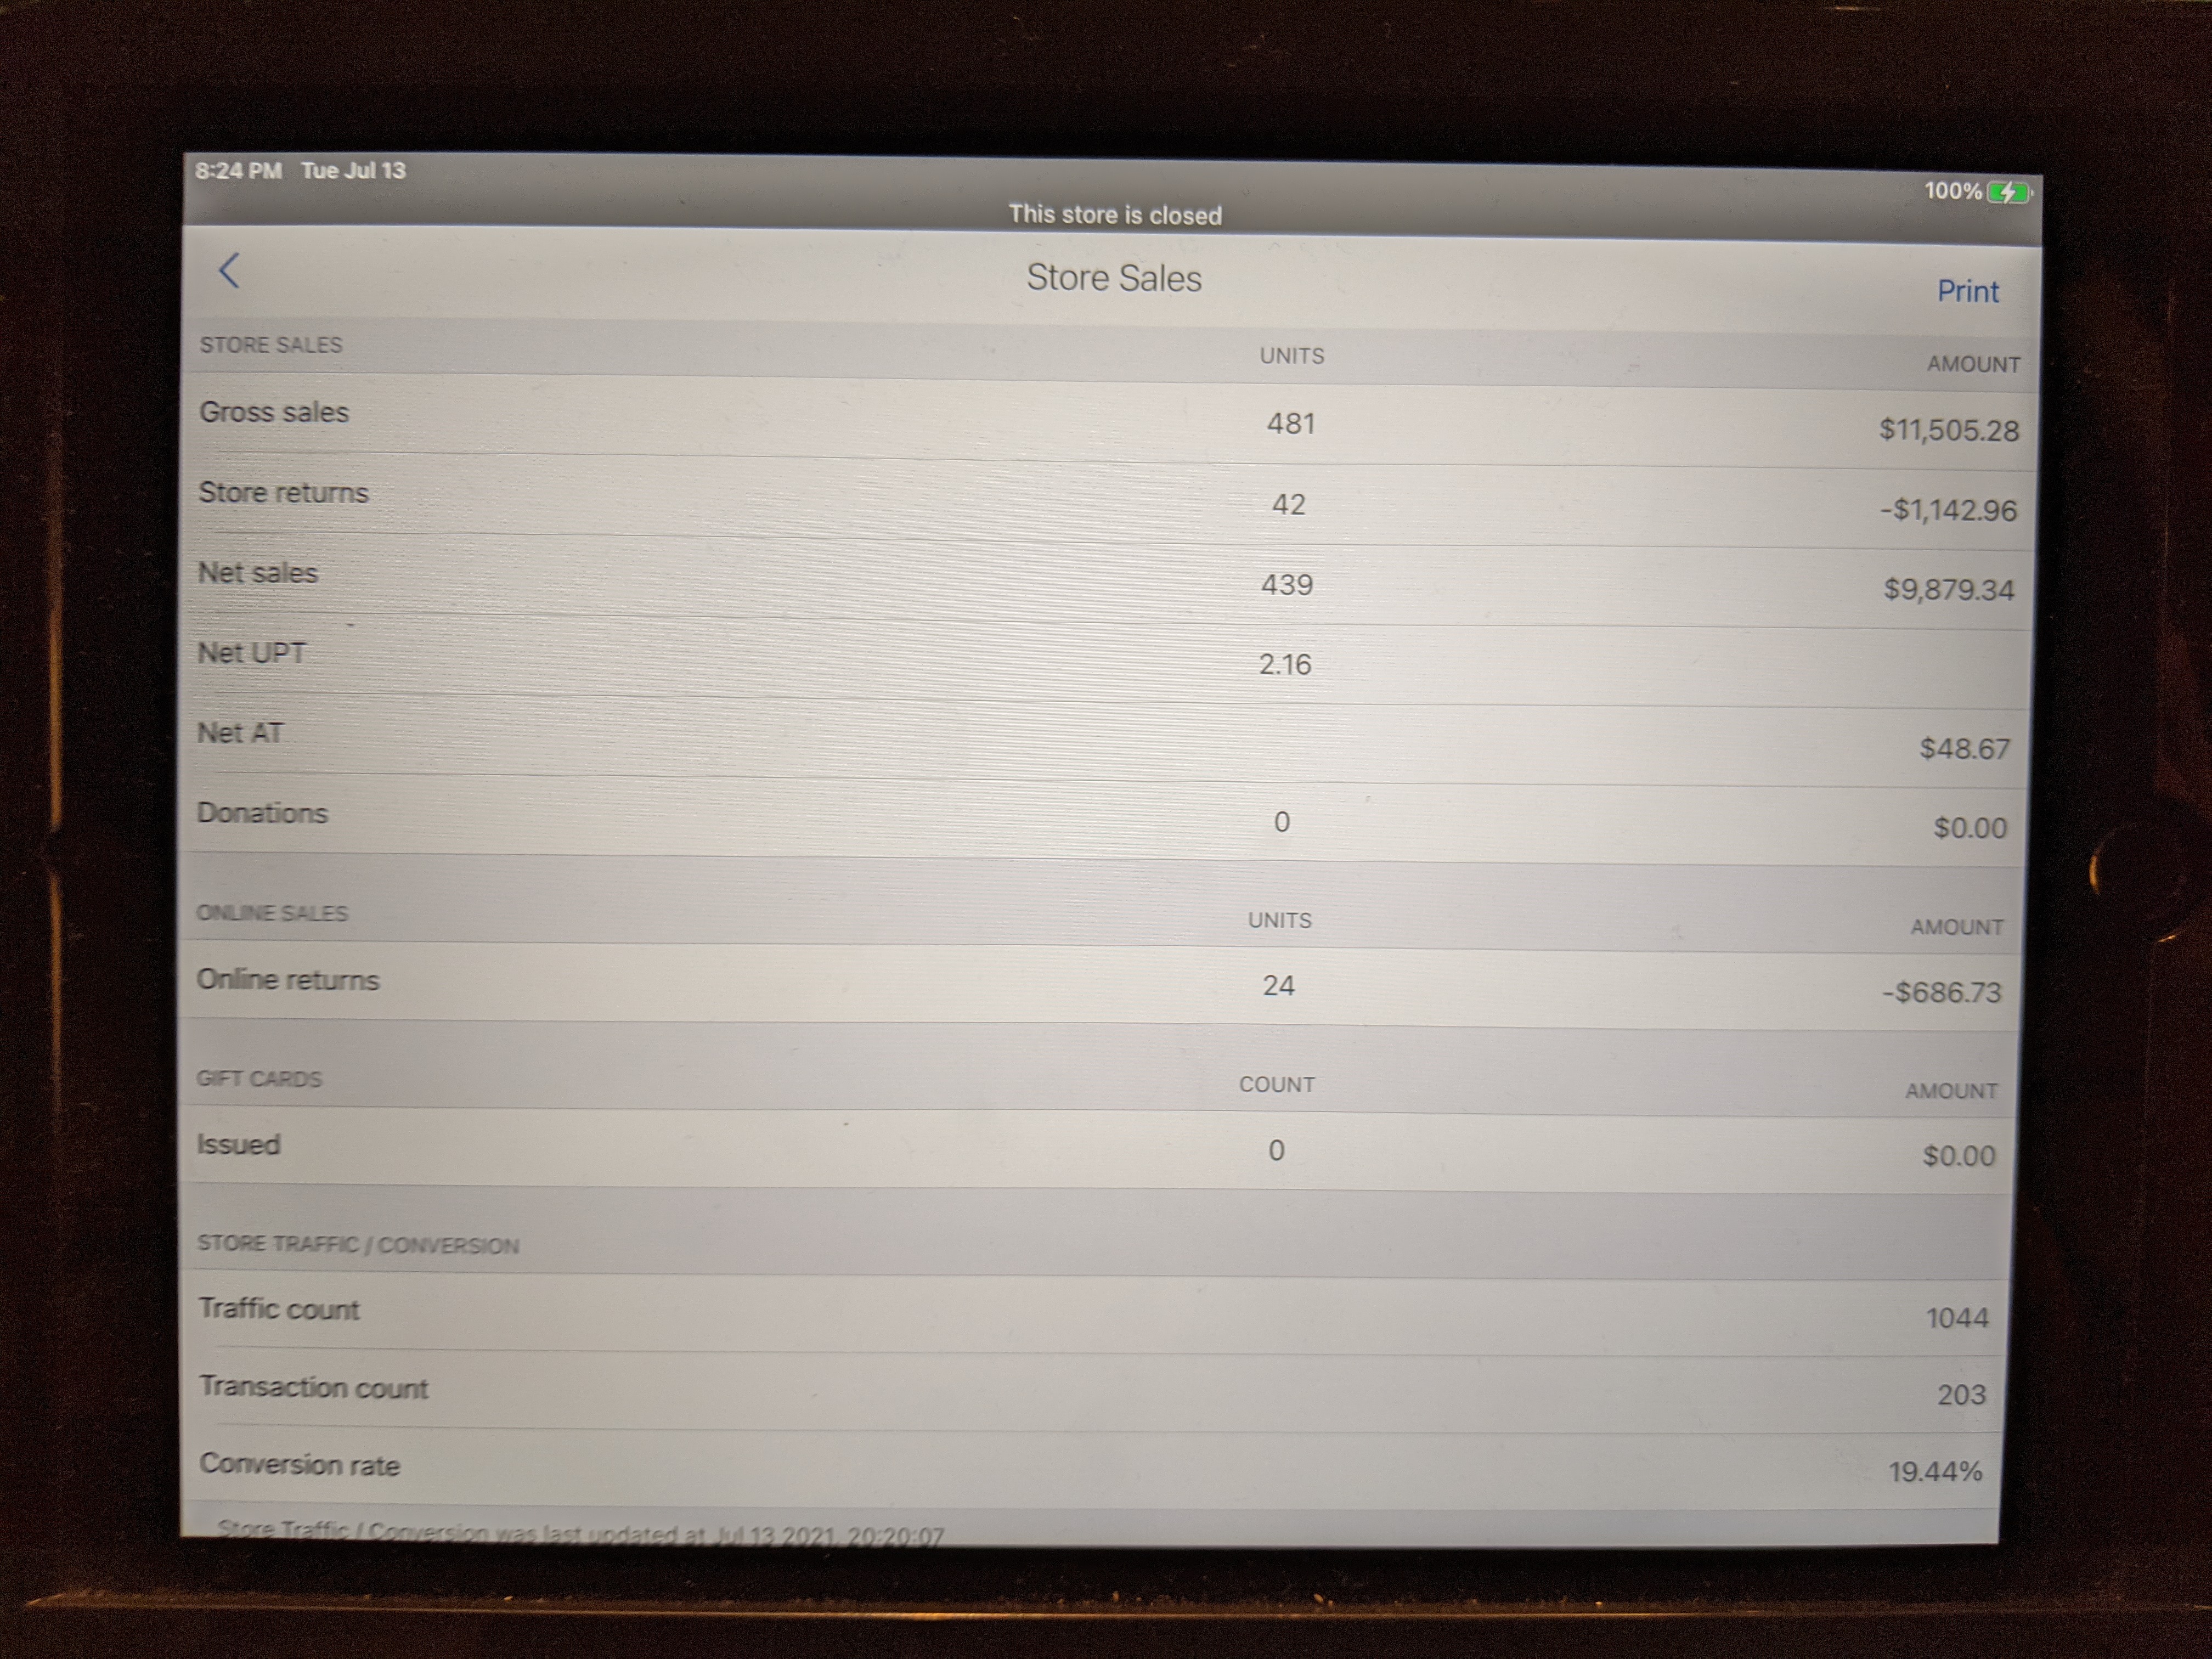 8:24 PM Tue Jul 13
100%
This store is closed
Store Sales
Print
STORE SALES UNITS AMOUNT
Gross sales 481 $11,505.28
Store returns 42 -$1,142.96
Net sales 439 $9,879.34
Net UPT 2.16
Net AT $48.67
Donations 0 $0.00
ONLINE SALES UNITS AMOUNT
Online returns 24 -$686.73
GIFT CARDS COUNT AMOUNT
Issued 0 $0.00
STORE TRAFFIC / CONVERSION
Traffic count 1044
Transaction count 203
Conversion rate 19.44%
Store Traffic / Conversion was last updated at Jul 13 2021, 20:20:07